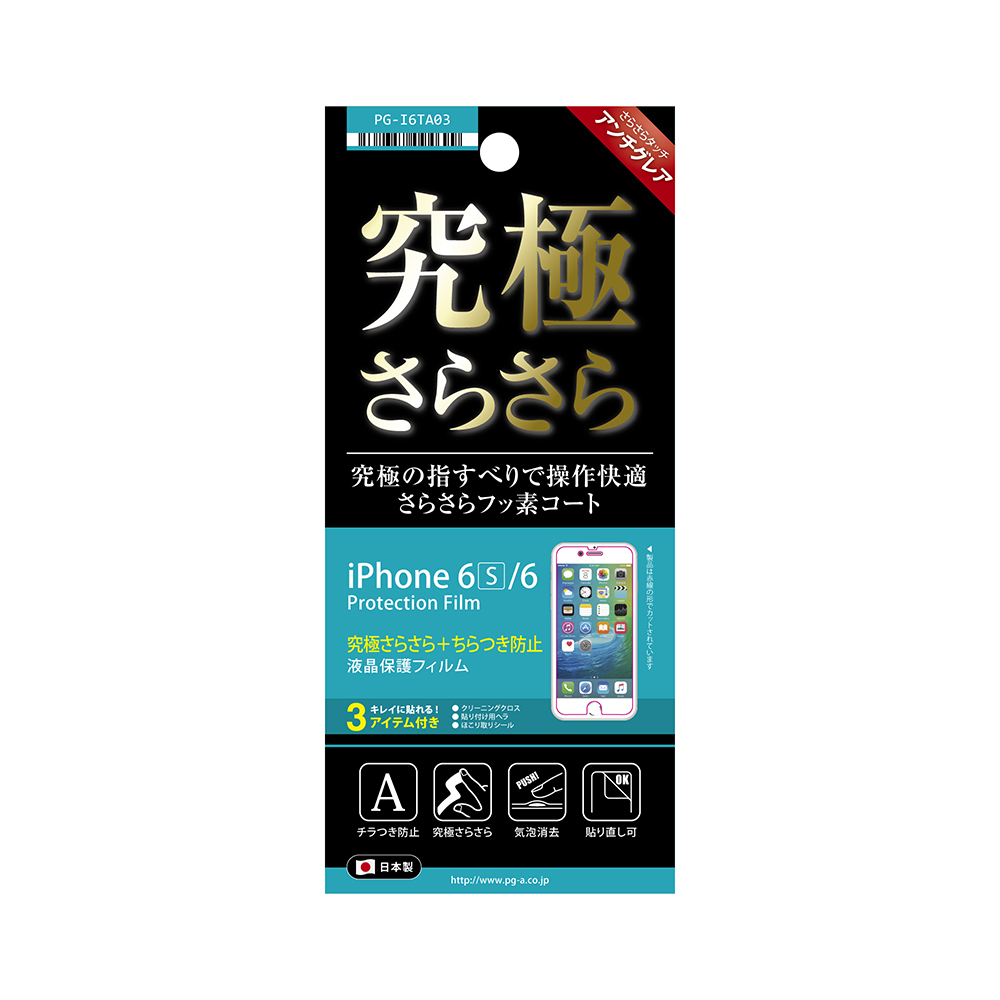 PG-I6TA03
さらさらタッチ
アンチグレア
究極
さらさら
究極の指すべりで操作快適
さらさらフッ素コート
iPhone 6S/6
Protection Film
究極さらさら＋ちらつき防止
液晶保護フィルム
◀製品は赤線の形でカットされています
3
キレイに貼れる！
アイテム付き
●クリーニングクロス
●貼り付け用ヘラ
●ほこり取りシール
A
PUSH!
OK
チラつき防止
究極さらさら
気泡消去
貼り直し可
日本製
http://www.pg-a.co.jp